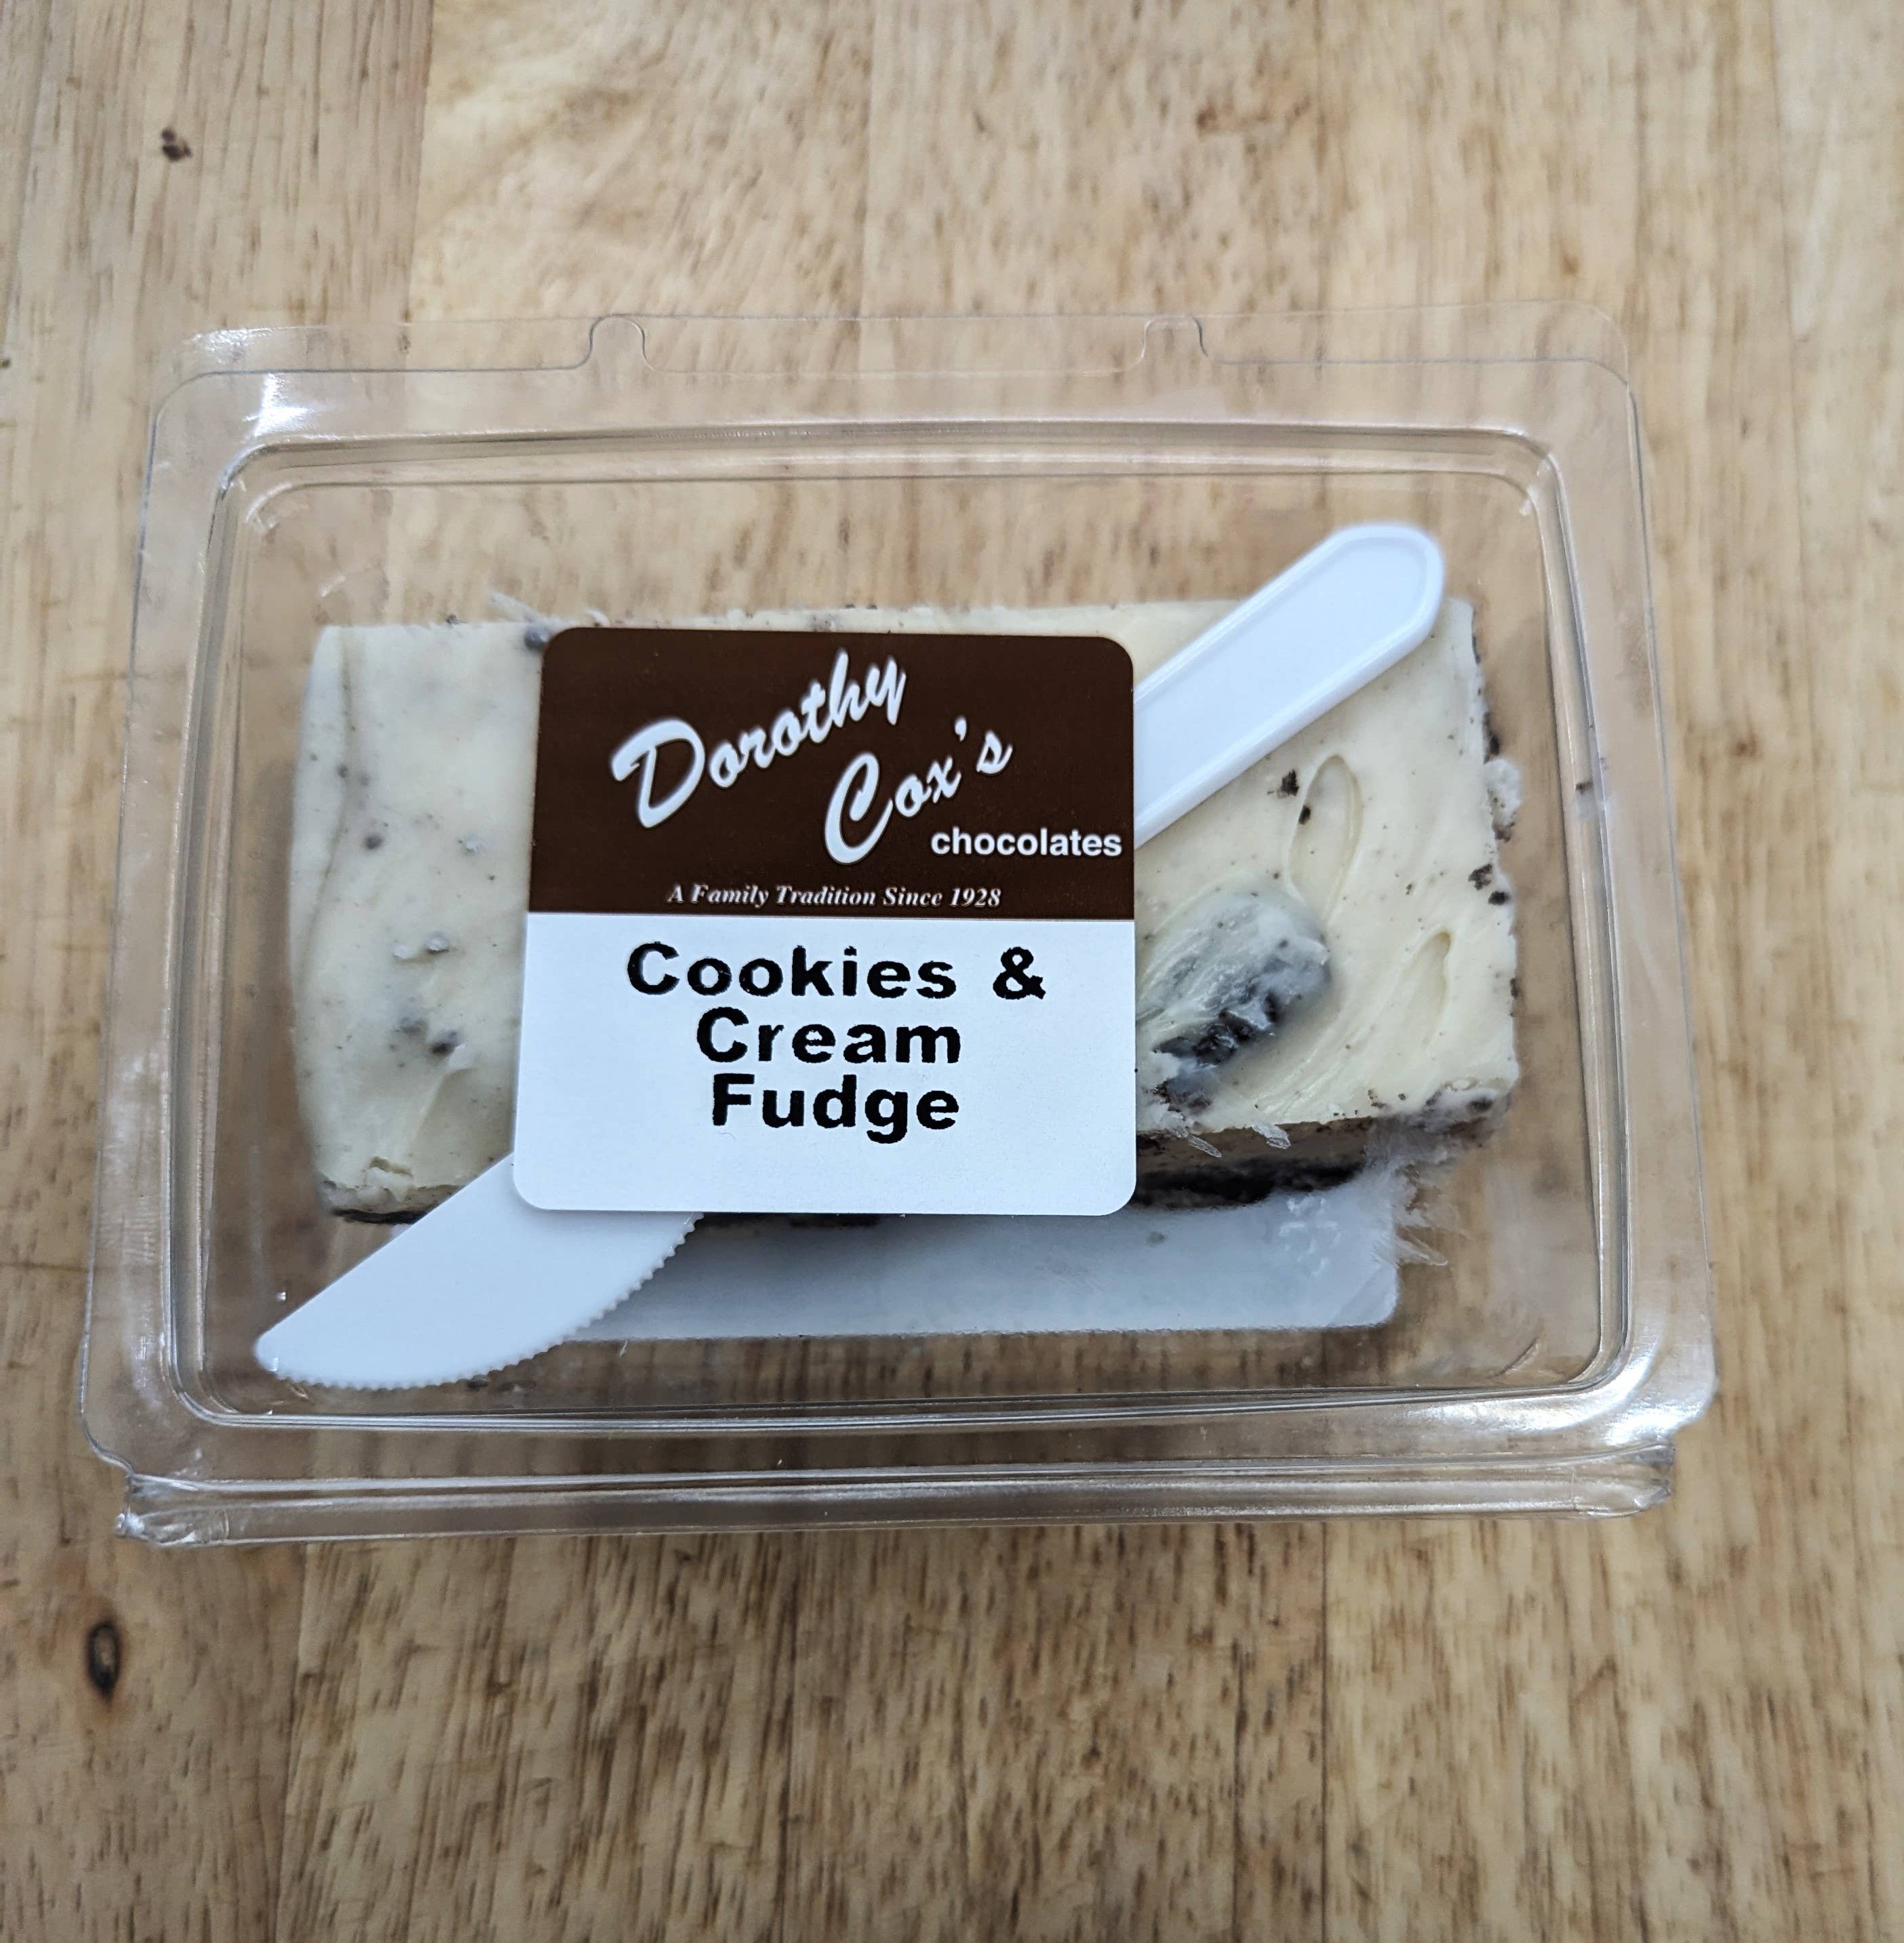 Dorothy
Cox's
chocolates
A Family Tradition Since 1928
Cookies &
Cream
Fudge